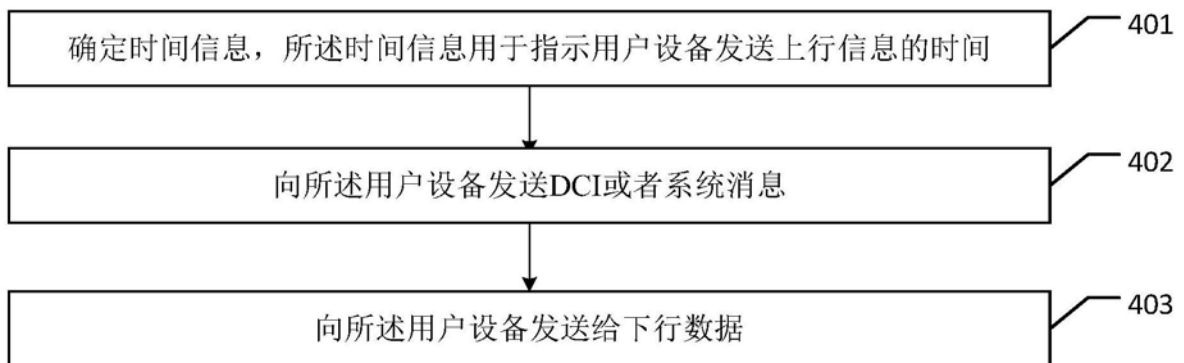 确定时间信息，所述时间信息用于指示用户设备发送上行信息的时间
401
向所述用户设备发送DCI或者系统消息
402
向所述用户设备发送给下行数据
403